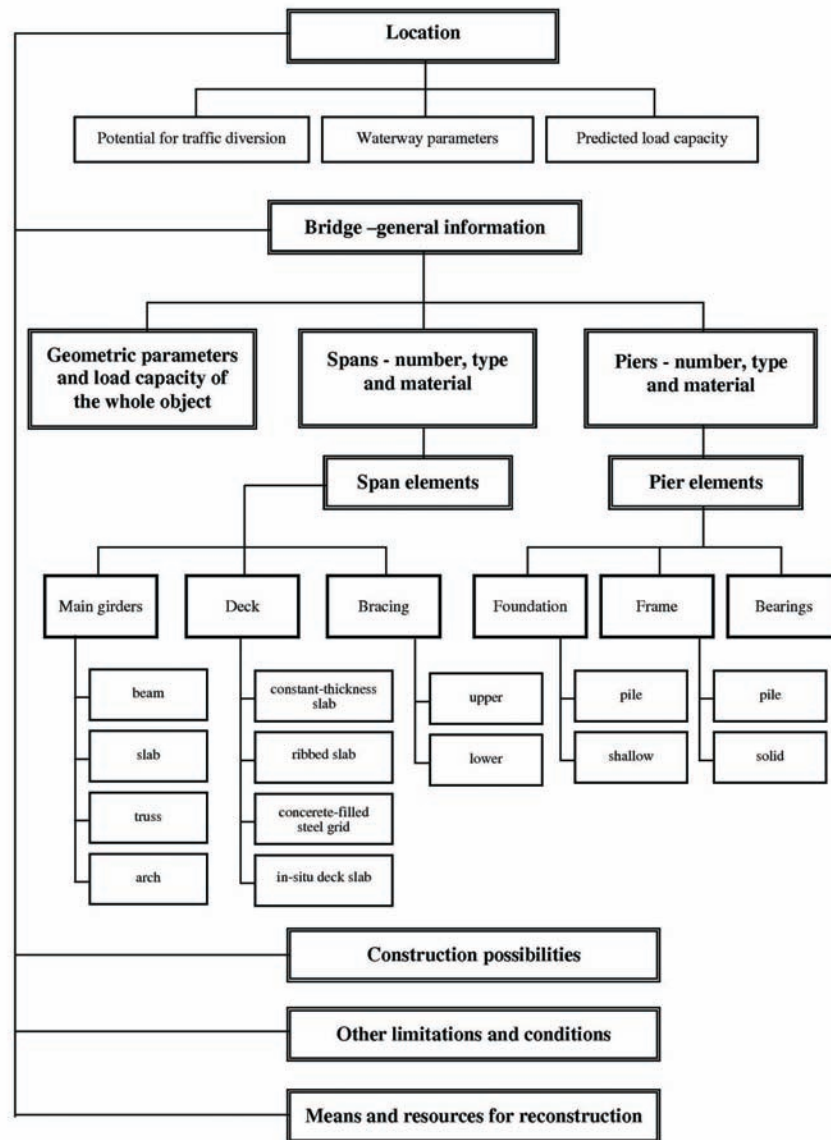 Location
Potential for traffic diversion
Waterway parameters
Predicted load capacity
Bridge –general information
Geometric parameters
and load capacity of
the whole object
Spans - number, type
and material
Piers - number, type
and material
Span elements
Pier elements
Main girders
Deck
Bracing
Foundation
Frame
Bearings
beam
slab
truss
arch
constant-thickness
slab
ribbed slab
concerete-filled
steel grid
in-situ deck slab
upper
lower
pile
shallow
pile
solid
Construction possibilities
Other limitations and conditions
Means and resources for reconstruction